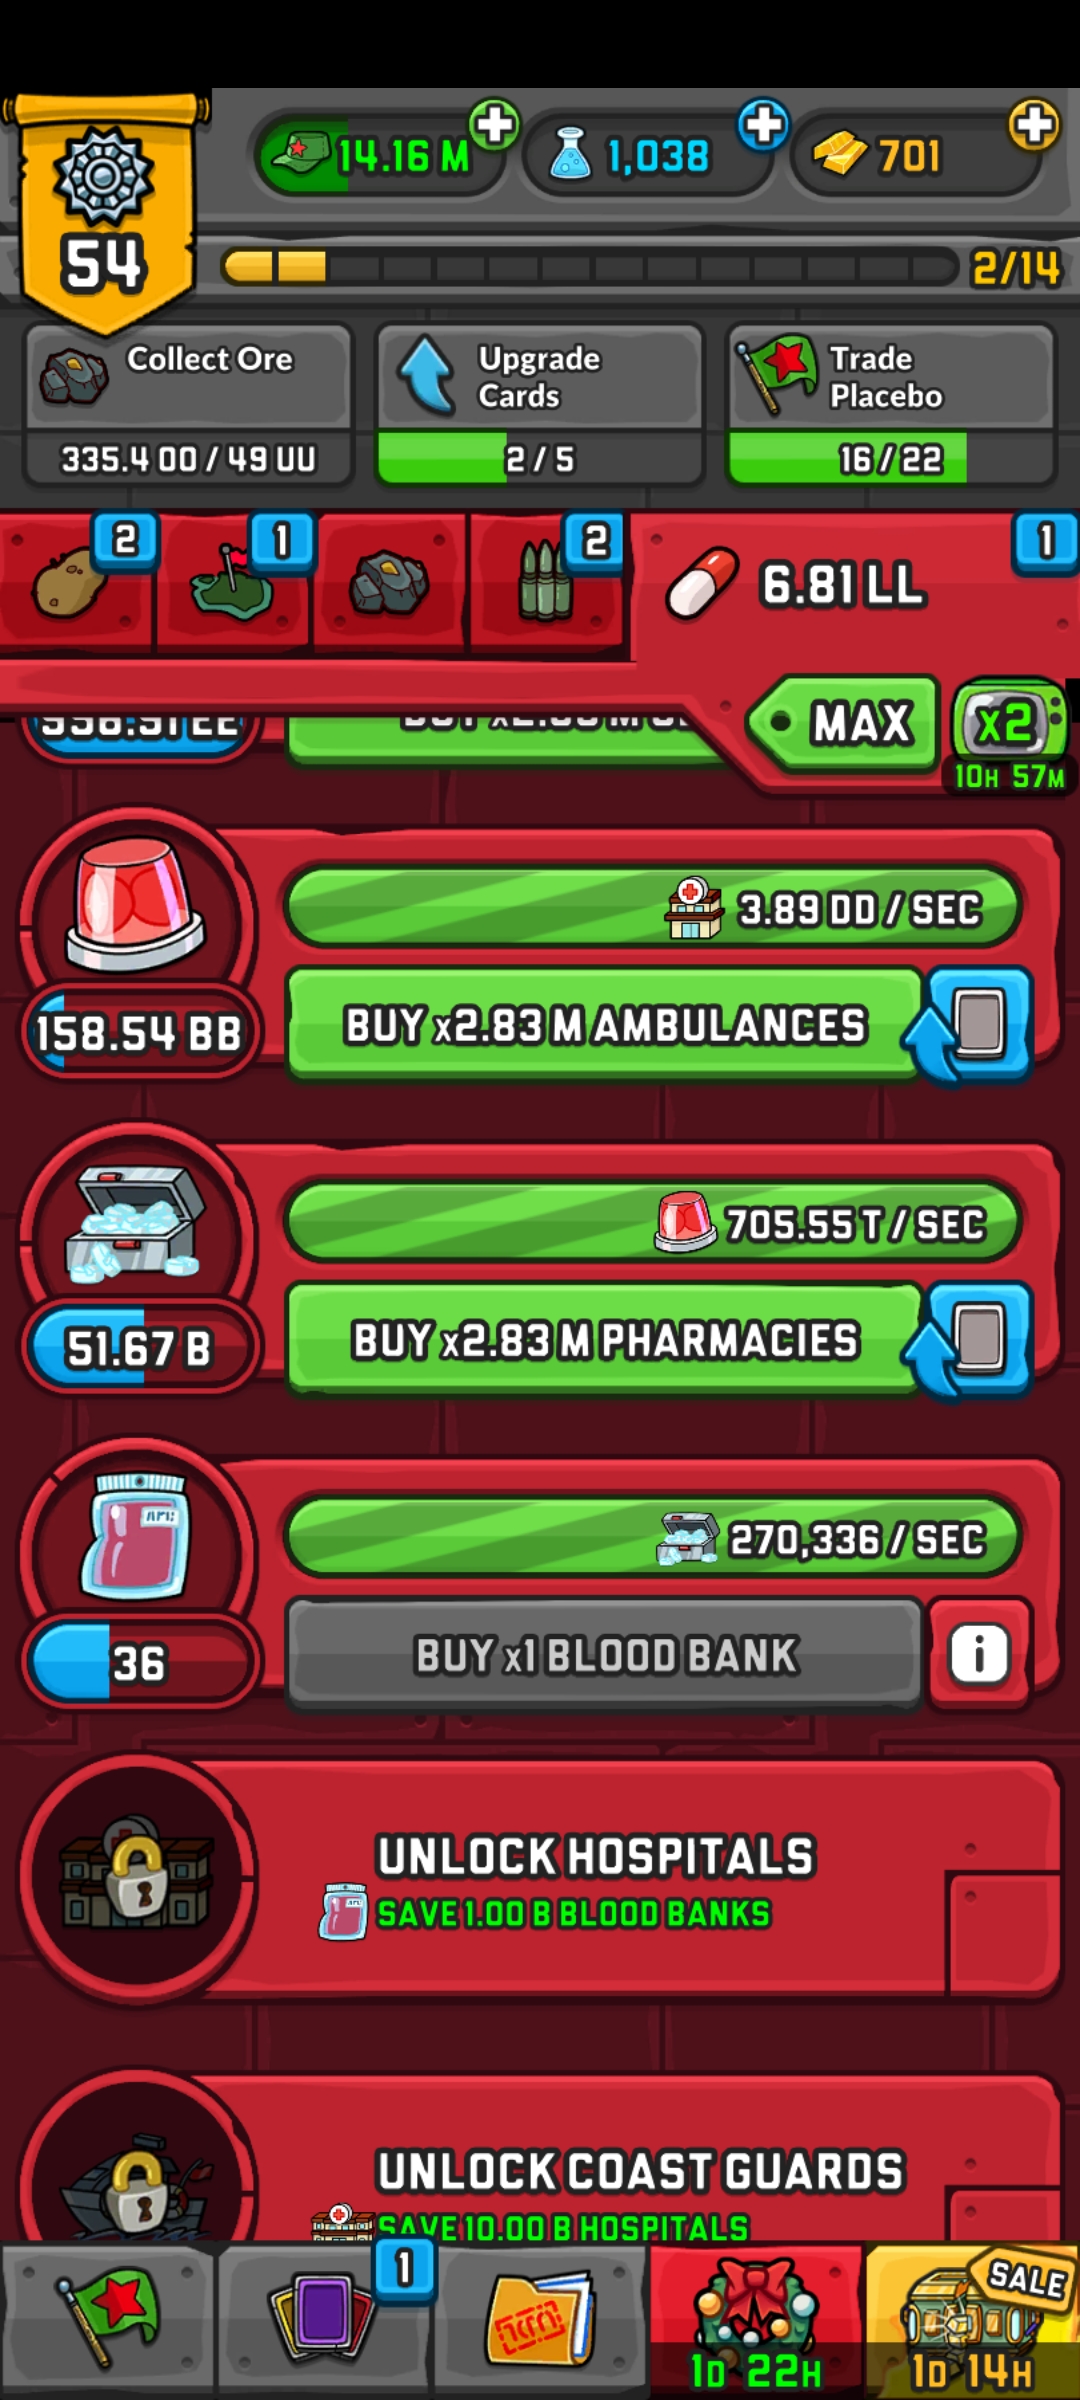 14.16 M
1,038
701
54
2/14
Collect Ore
335.4 OO / 49 UU
Upgrade
Cards
2 / 5
Trade
Placebo
16 / 22
2
1
2
6.81 LL
1
MAX
x2
10H 57M
3.89 DD / SEC
158.54 BB
BUY x2.83 M AMBULANCES
705.55 T / SEC
51.67 B
BUY x2.83 M PHARMACIES
270,336 / SEC
36
BUY x1 BLOOD BANK
i
UNLOCK HOSPITALS
SAVE 1.00 B BLOOD BANKS
UNLOCK COAST GUARDS
SAVE 10.00 B HOSPITALS
1
SALE
1D 22H
1D 14H